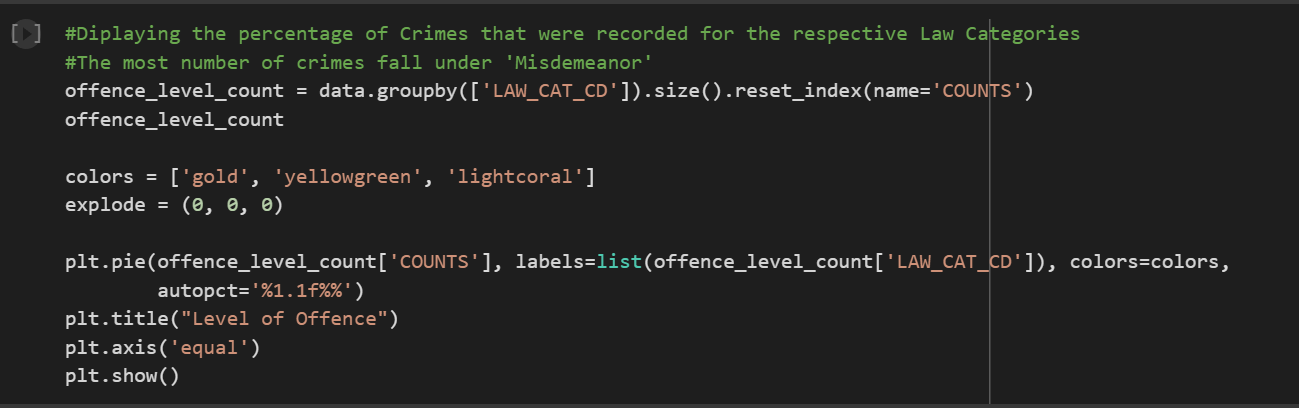 #Diplaying the percentage of Crimes that were recorded for the respective Law Categories
#The most number of crimes fall under 'Misdemeanor'
offence_level_count = data.groupby(['LAW_CAT_CD']).size().reset_index(name='COUNTS')
offence_level_count
colors = ['gold', 'yellowgreen', 'lightcoral']
explode = (0, 0, 0)
plt.pie(offence_level_count['COUNTS'], labels=list(offence_level_count['LAW_CAT_CD']), colors=colors,
        autopct='%1.1f%%')
plt.title("Level of Offence")
plt.axis('equal')
plt.show()